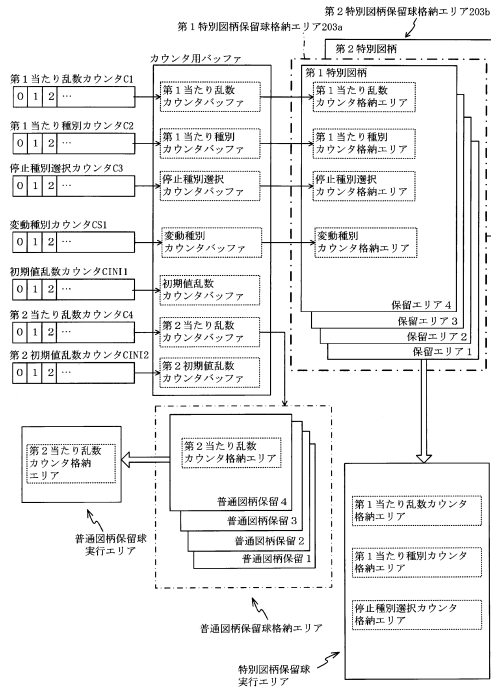 第2特別図柄保留球格納エリア203b
第1特別図柄保留球格納エリア203a
第2特別図柄
カウンタ用バッファ
第1特別図柄
第1当たり乱数カウンタC1
0 1 2 …
第1当たり乱数
カウンタバッファ
第1当たり乱数
カウンタ格納エリア
第1当たり種別カウンタC2
0 1 2 …
第1当たり種別
カウンタバッファ
第1当たり種別
カウンタ格納エリア
停止種別選択カウンタC3
0 1 2 …
停止種別選択
カウンタバッファ
停止種別選択
カウンタ格納エリア
変動種別カウンタCS1
0 1 2 …
変動種別
カウンタバッファ
変動種別
カウンタ格納エリア
初期値乱数カウンタCINI1
0 1 2 …
初期値乱数
カウンタバッファ
保留エリア4
保留エリア3
保留エリア2
保留エリア1
第2当たり乱数カウンタC4
0 1 2 …
第2当たり乱数
カウンタバッファ
第2初期値乱数カウンタCINI2
0 1 2 …
第2初期値乱数
カウンタバッファ
第2当たり乱数
カウンタ格納
エリア
第2当たり乱数
カウンタ格納エリア
普通図柄保留4
普通図柄保留3
普通図柄保留2
普通図柄保留1
普通図柄保留球
実行エリア
普通図柄保留球格納エリア
第1当たり乱数カウンタ
格納エリア
第1当たり種別カウンタ
格納エリア
停止種別選択カウンタ
格納エリア
特別図柄保留球
実行エリア